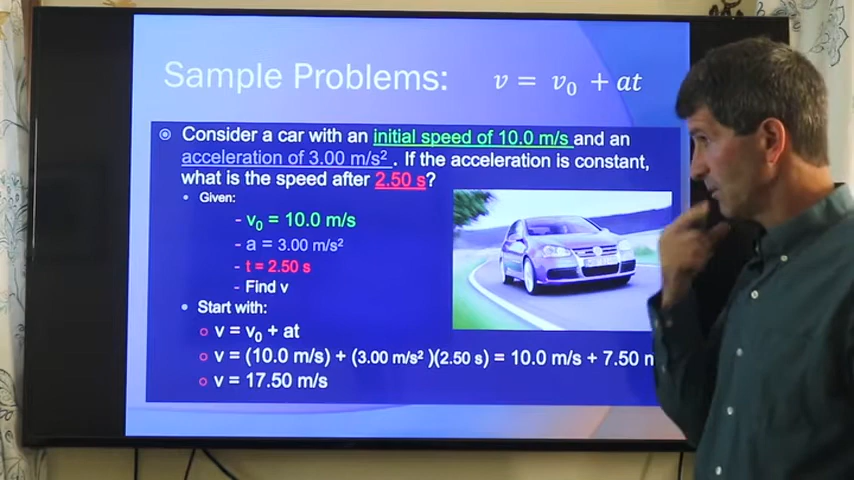 Sample Problems: v = v₀ + at
Consider a car with an initial speed of 10.0 m/s and an
acceleration of 3.00 m/s² . If the acceleration is constant,
what is the speed after 2.50 s?
• Given:
- v₀ = 10.0 m/s
- a = 3.00 m/s²
- t = 2.50 s
- Find v
• Start with:
v = v₀ + at
v = (10.0 m/s) + (3.00 m/s² )(2.50 s) = 10.0 m/s + 7.50
v = 17.50 m/s